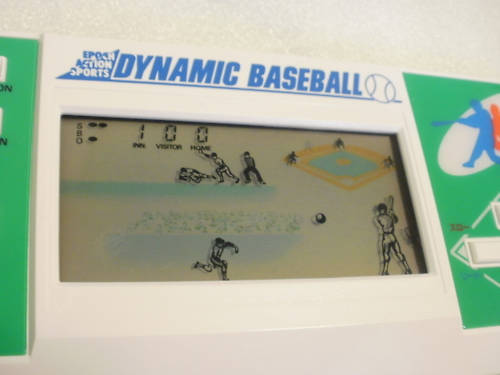 EPOCH
ACTION
SPORTS
DYNAMIC BASEBALL
S
B
O
1 0 0
INN. VISITOR HOME